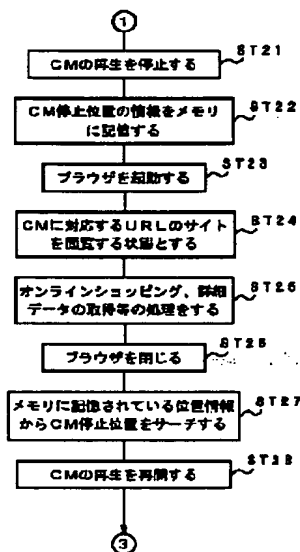 ①
ST21
CMの再生を停止する
ST22
CM停止位置の情報をメモリ
に記憶する
ST23
ブラウザを起動する
ST24
CMに対応するURLのサイト
を閲覧する状態とする
ST26
オンラインショッピング、詳細
データの取得等の処理をする
ST25
ブラウザを閉じる
ST27
メモリに記憶されている位置情報
からCM停止位置をサーチする
ST28
CMの再生を再開する
③